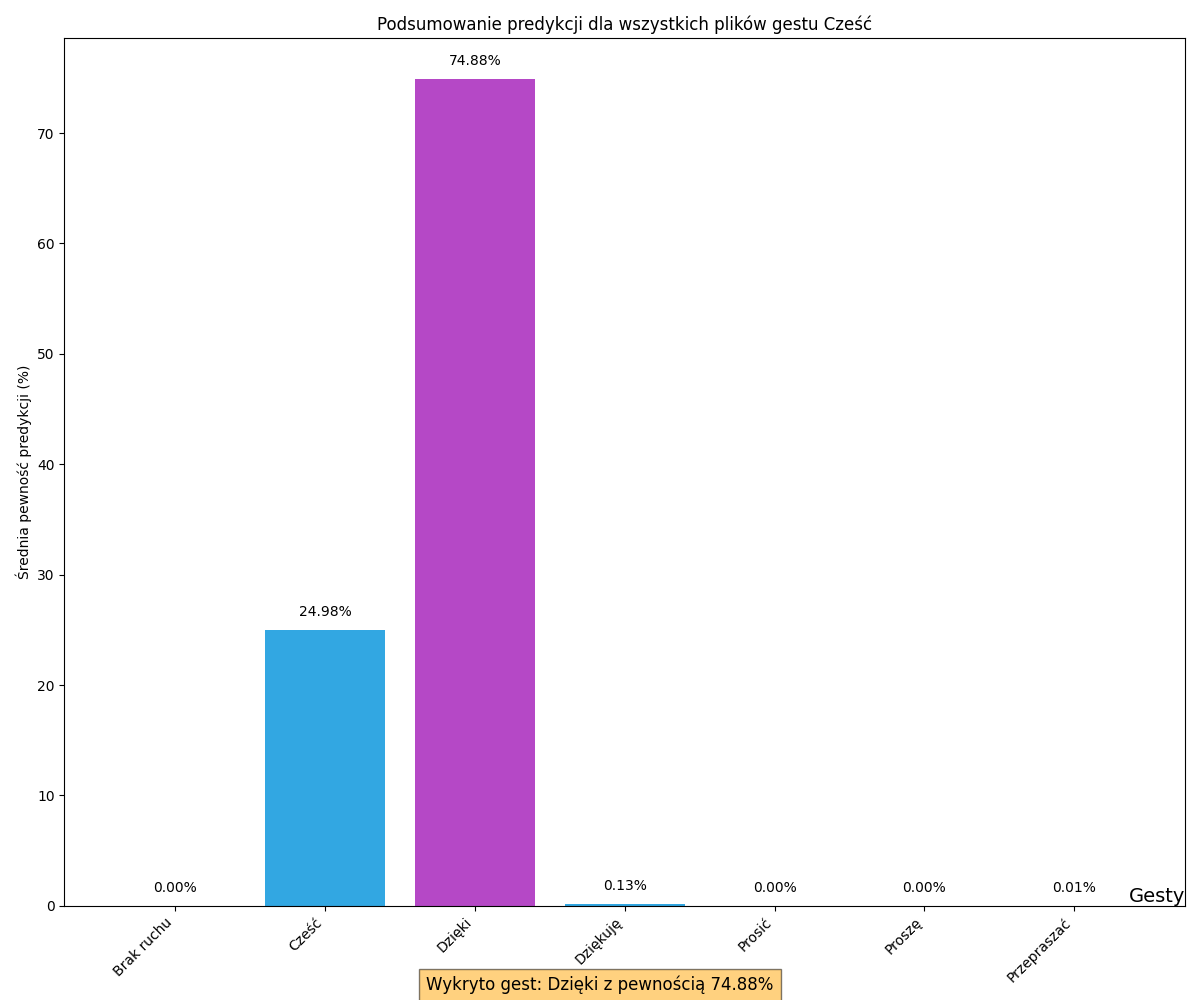 Podsumowanie predykcji dla wszystkich plików gestu Cześć
Średnia pewność predykcji (%)
70
60
50
40
30
20
10
0
0.00%
24.98%
74.88%
0.13%
0.00%
0.00%
0.01%
Gesty
Brak ruchu
Cześć
Dzięki
Dziękuję
Prosić
Proszę
Przepraszać
Wykryto gest: Dzięki z pewnością 74.88%